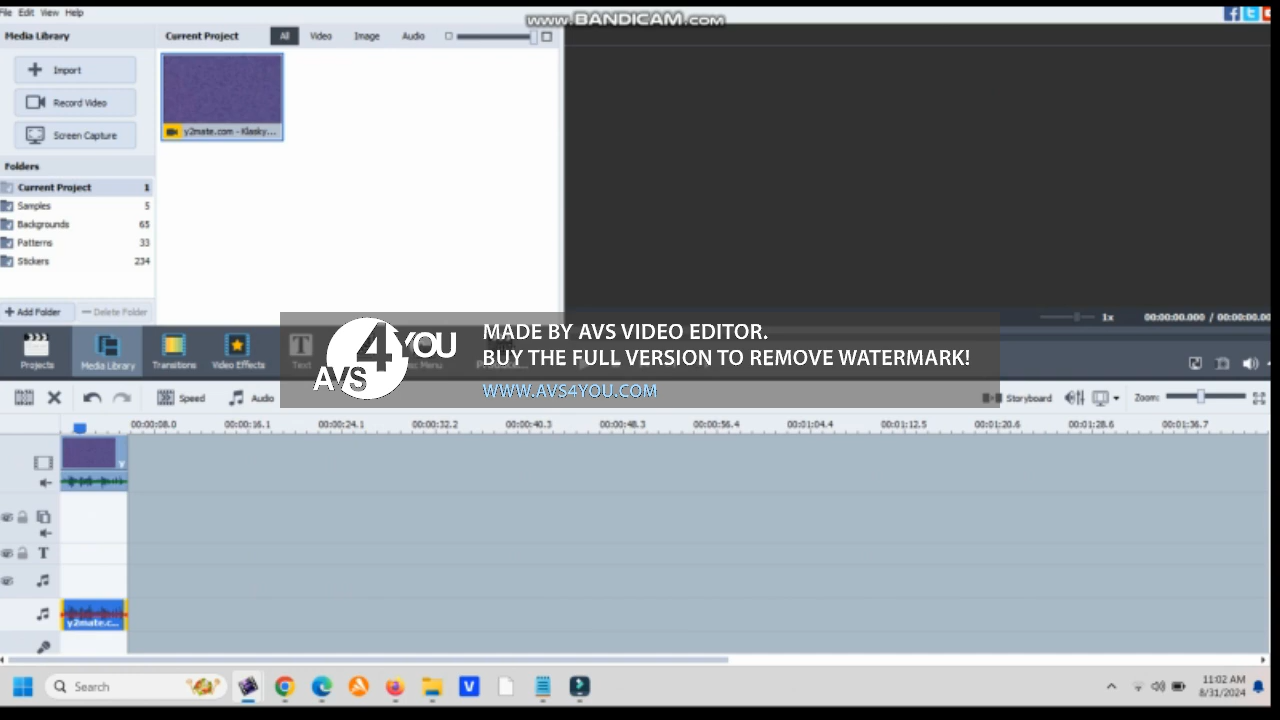 File Edit View Help
www.BANDICAM.com
Media Library
Current Project All Video Image Audio
Import
Record Video
Screen Capture
y2mate.com - Klasky...
Folders
Current Project 1
Samples 5
Backgrounds 65
Patterns 33
Stickers 234
Add Folder Delete Folder
1x 00:00:00.000 / 00:00:00.00
AVS4YOU
MADE BY AVS VIDEO EDITOR.
BUY THE FULL VERSION TO REMOVE WATERMARK!
WWW.AVS4YOU.COM
Projects Media Library Transitions Video Effects Text Menu
Speed Audio Storyboard Zoom:
00:00:08.0 00:00:16.1 00:00:24.1 00:00:32.2 00:00:40.3 00:00:48.3 00:00:56.4 00:01:04.4 00:01:12.5 00:01:20.6 00:01:28.6 00:01:36.7
y
T
y2mate.c...
Search
V
11:02 AM
8/31/2024